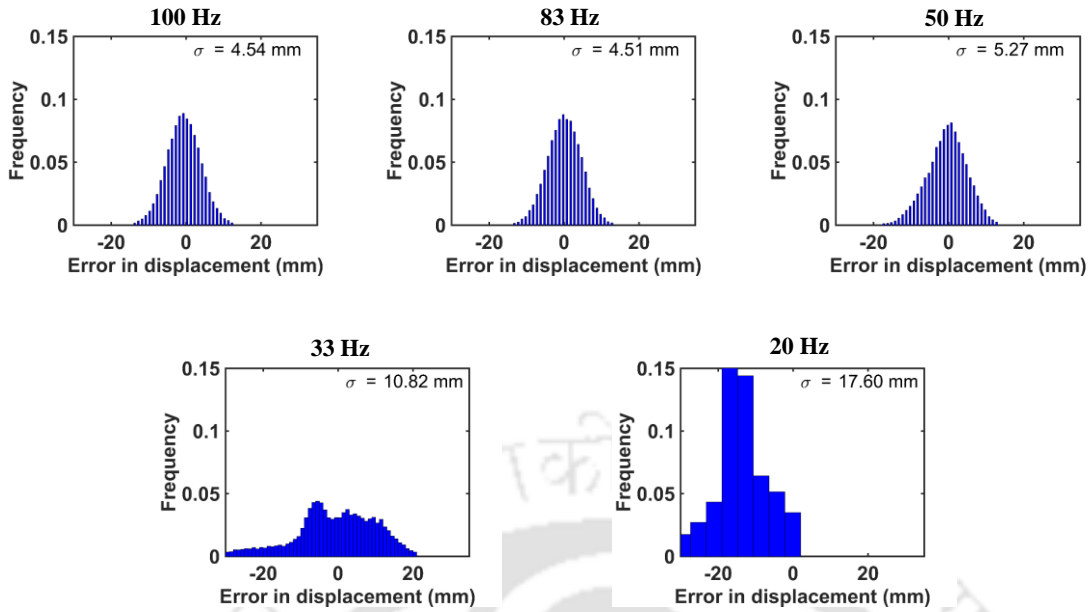 100 Hz
0.15
σ = 4.54 mm
0.1
0.05
0
Frequency
-20 0 20
Error in displacement (mm)
83 Hz
0.15
σ = 4.51 mm
0.1
0.05
0
Frequency
-20 0 20
Error in displacement (mm)
50 Hz
0.15
σ = 5.27 mm
0.1
0.05
0
Frequency
-20 0 20
Error in displacement (mm)
33 Hz
0.15
σ = 10.82 mm
0.1
0.05
0
Frequency
-20 0 20
Error in displacement (mm)
20 Hz
0.15
σ = 17.60 mm
0.1
0.05
0
Frequency
-20 0 20
Error in displacement (mm)